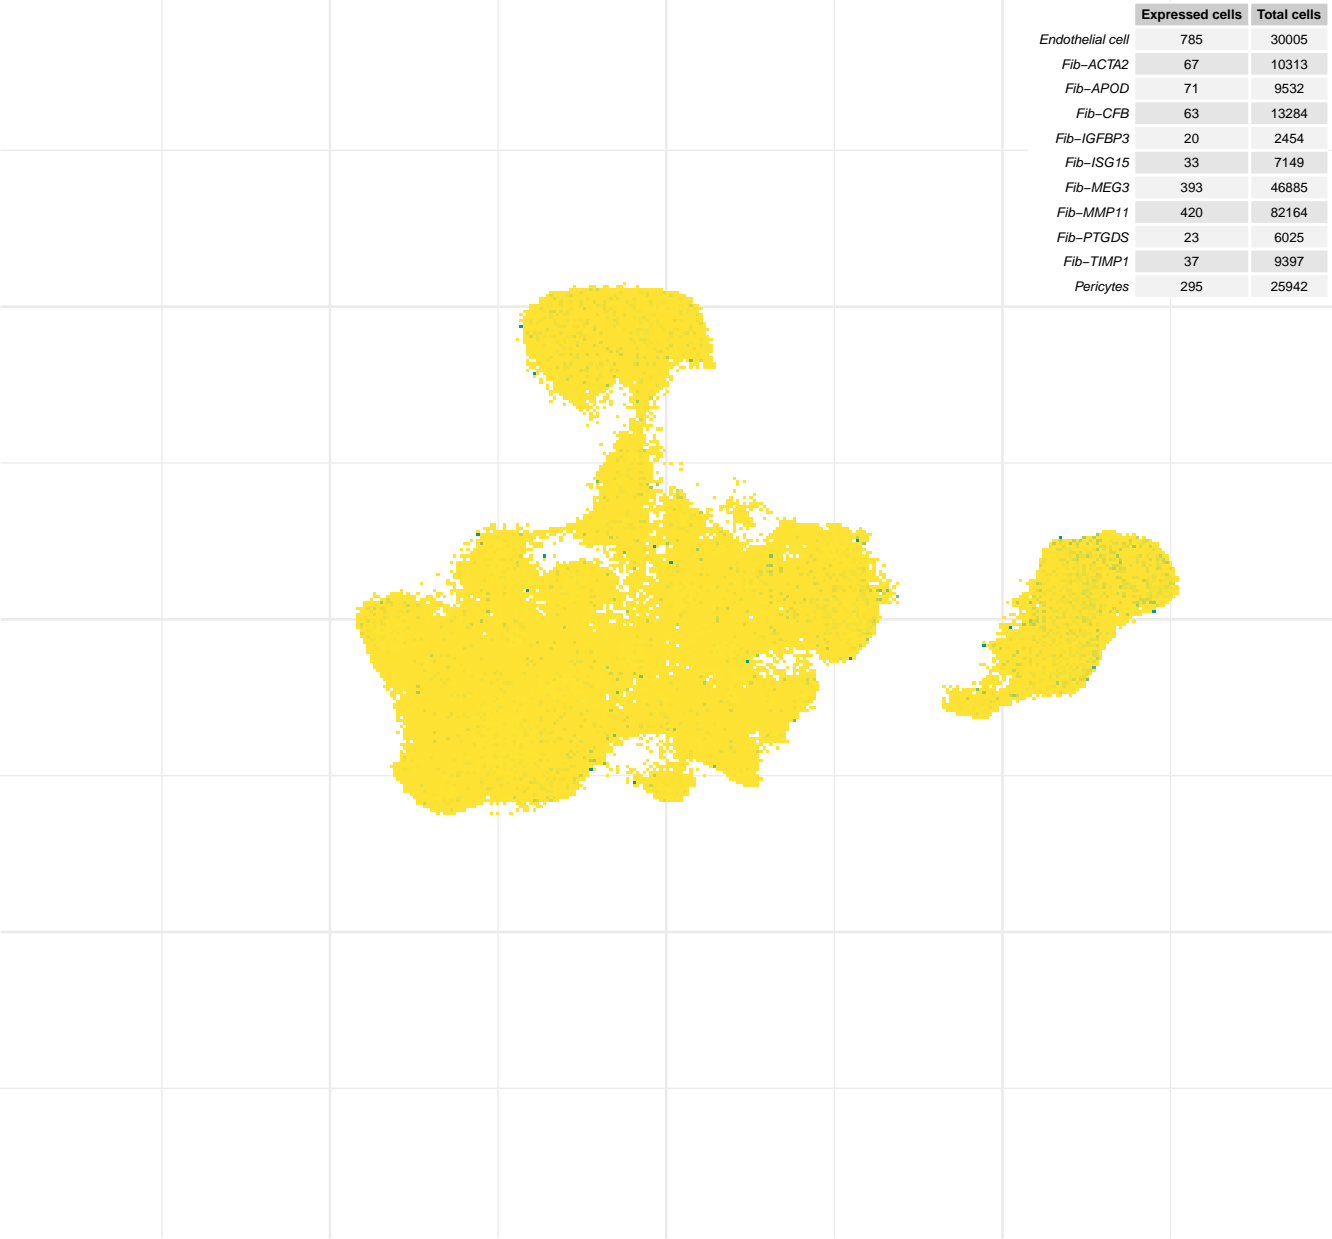 Expressed cells Total cells
Endothelial cell 785 30005
Fib−ACTA2 67 10313
Fib−APOD 71 9532
Fib−CFB 63 13284
Fib−IGFBP3 20 2454
Fib−ISG15 33 7149
Fib−MEG3 393 46885
Fib−MMP11 420 82164
Fib−PTGDS 23 6025
Fib−TIMP1 37 9397
Pericytes 295 25942